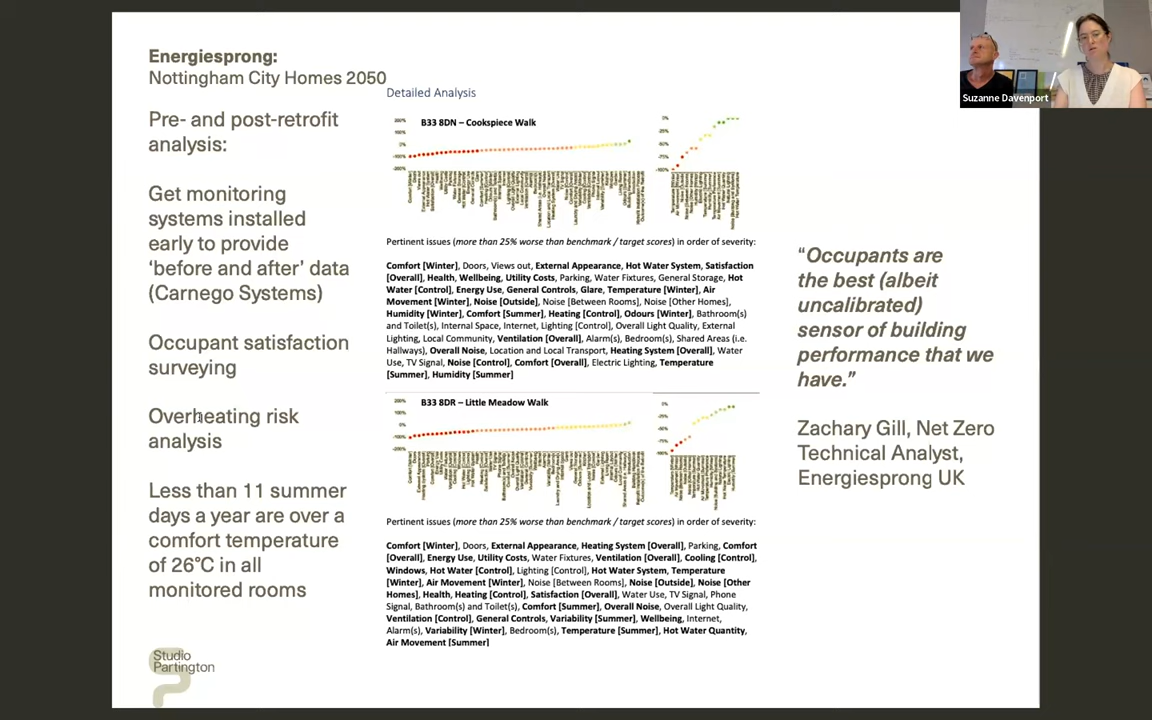 Energiesprong:
Nottingham City Homes 2050
Pre- and post-retrofit
analysis:
Get monitoring
systems installed
early to provide
‘before and after’ data
(Carnego Systems)
Occupant satisfaction
surveying
Overheating risk
analysis
Less than 11 summer
days a year are over a
comfort temperature
of 26°C in all
monitored rooms
Studio
Partington
Detailed Analysis
B33 8DN – Cookspiece Walk
Pertinent issues (more than 25% worse than benchmark / target scores) in order of severity:
Comfort [Winter], Doors, Views out, External Appearance, Hot Water System, Satisfaction
[Overall], Health, Wellbeing, Utility Costs, Parking, Water Fixtures, General Storage, Hot
Water [Control], Energy Use, General Controls, Glare, Temperature [Winter], Air
Movement [Winter], Noise [Outside], Noise [Between Rooms], Noise [Other Homes],
Humidity [Winter], Comfort [Summer], Heating [Control], Odours [Winter], Bathroom(s)
and Toilet(s), Internal Space, Internet, Lighting [Control], Overall Light Quality, External
Lighting, Local Community, Ventilation [Overall], Alarm(s), Bedroom(s), Shared Areas (i.e.
Hallways), Overall Noise, Location and Local Transport, Heating System [Overall], Water
Use, TV Signal, Noise [Control], Comfort [Overall], Electric Lighting, Temperature
[Summer], Humidity [Summer]
B33 8DR – Little Meadow Walk
Pertinent issues (more than 25% worse than benchmark / target scores) in order of severity:
Comfort [Winter], Doors, External Appearance, Heating System [Overall], Parking, Comfort
[Overall], Energy Use, Utility Costs, Water Fixtures, Ventilation [Overall], Cooling [Control],
Windows, Hot Water [Control], Lighting [Control], Hot Water System, Temperature
[Winter], Air Movement [Winter], Noise [Between Rooms], Noise [Outside], Noise [Other
Homes], Health, Heating [Control], Satisfaction [Overall], Water Use, TV Signal, Phone
Signal, Bathroom(s) and Toilet(s), Comfort [Summer], Overall Noise, Overall Light Quality,
Ventilation [Control], General Controls, Variability [Summer], Wellbeing, Internet,
Alarm(s), Variability [Winter], Bedroom(s), Temperature [Summer], Hot Water Quantity,
Air Movement [Summer]
“Occupants are
the best (albeit
uncalibrated)
sensor of building
performance that we
have.”
Zachary Gill, Net Zero
Technical Analyst,
Energiesprong UK
Suzanne Davenport